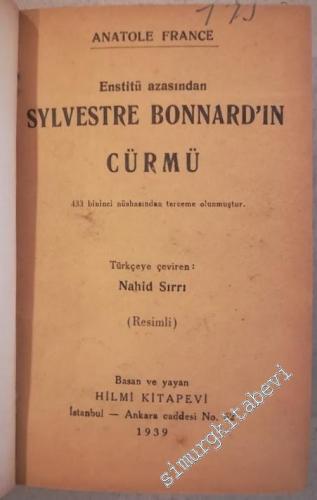 ANATOLE FRANCE
Enstitü azasından
SYLVESTRE BONNARD'IN
CÜRMÜ
433 bininci nüshasından terceme olunmuştur.
Türkçeye çeviren:
Nahid Sırrı
(Resimli)
Basan ve yayan
HİLMİ KİTAPEVİ
İstanbul — Ankara caddesi No.
1939
simurgkitabevi.com